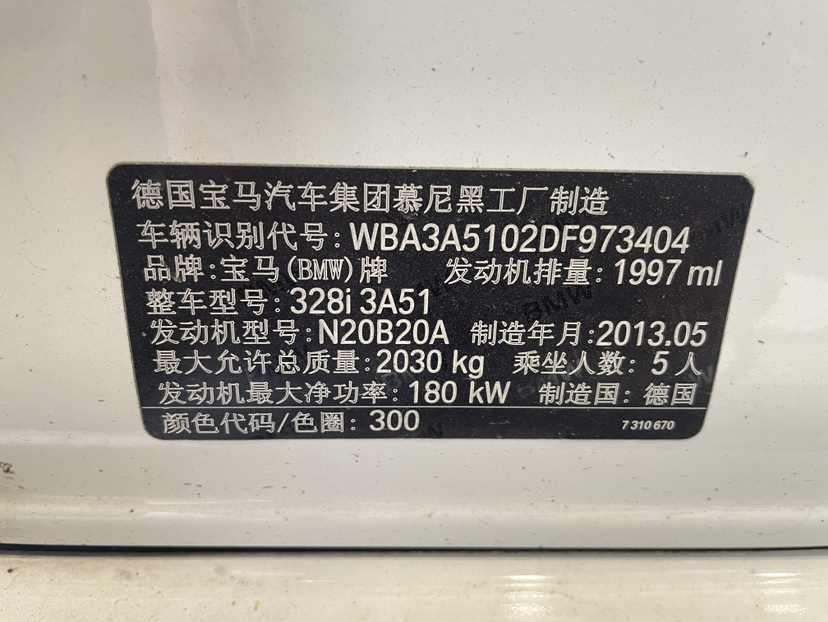 德国宝马汽车集团慕尼黑工厂制造
车辆识别代号: WBA3A5102DF973404
品牌: 宝马(BMW)牌 发动机排量: 1997 ml
整车型号: 328i 3A51
发动机型号: N20B20A 制造年月: 2013.05
最大允许总质量: 2030 kg 乘坐人数: 5 人
发动机最大净功率: 180 kW 制造国: 德国
颜色代码/色圈: 300 7 310 670